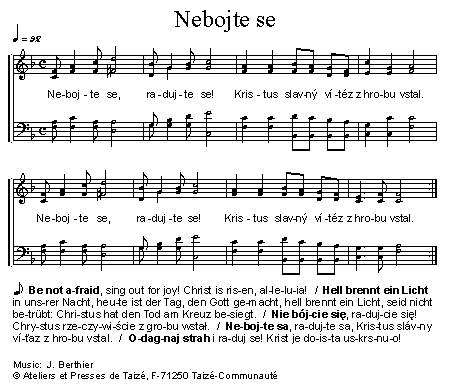 Nebojte se
♩ = 92
Ne-boj-te se, ra-duj-te se! Kris-tus slav-ný ví-těz z hro-bu vstal.
Ne-boj-te se, ra-duj-te se! Kris-tus slav-ný ví-těz z hro-bu vstal.
Be not a-fraid, sing out for joy! Christ is ris-en, al-le-lu-ia! / Hell brennt ein Licht
in uns-rer Nacht, heu-te ist der Tag, den Gott ge-macht, hell brennt ein Licht, seid nicht
be-trübt: Chri-stus hat den Tod am Kreuz be-siegt. / Nie bój-cie się, ra-duj-cie się!
Chry-stus rze-czy-wi-ście z gro-bu wstał. / Ne-boj-te sa, ra-duj-te sa, Kris-tus sláv-ny
ví-ťaz z hro-bu vstal. / O-dag-naj strah i ra-duj se! Krist je do-is-ta us-krs-nu-o!
Music: J. Berthier
© Ateliers et Presses de Taizé, F-71250 Taizé-Communauté